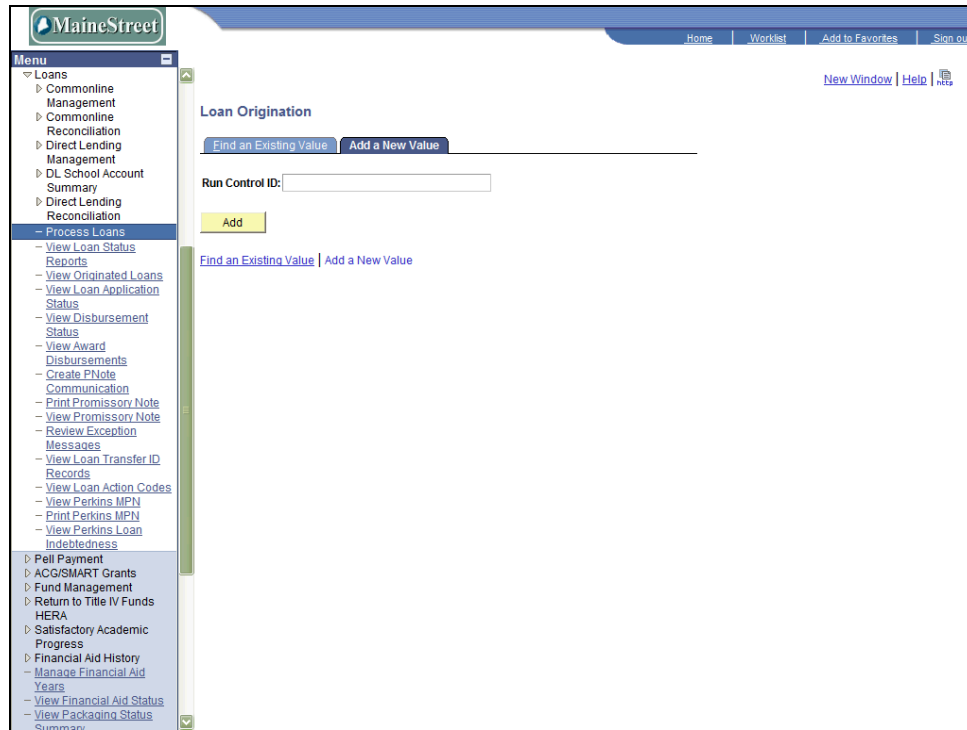 MaineStreet
Home Worklist Add to Favorites Sign ou
Menu
Loans
Commonline
Management
Commonline
Reconciliation
Direct Lending
Management
DL School Account
Summary
Direct Lending
Reconciliation
Process Loans
View Loan Status
Reports
View Originated Loans
View Loan Application
Status
View Disbursement
Status
View Award
Disbursements
Create PNote
Communication
Print Promissory Note
View Promissory Note
Review Exception
Messages
View Loan Transfer ID
Records
View Loan Action Codes
View Perkins MPN
Print Perkins MPN
View Perkins Loan
Indebtedness
Pell Payment
ACG/SMART Grants
Fund Management
Return to Title IV Funds
HERA
Satisfactory Academic
Progress
Financial Aid History
Manage Financial Aid
Years
View Financial Aid Status
View Packaging Status
Summary
New Window | Help | http
Loan Origination
Find an Existing Value Add a New Value
Run Control ID:
Add
Find an Existing Value | Add a New Value